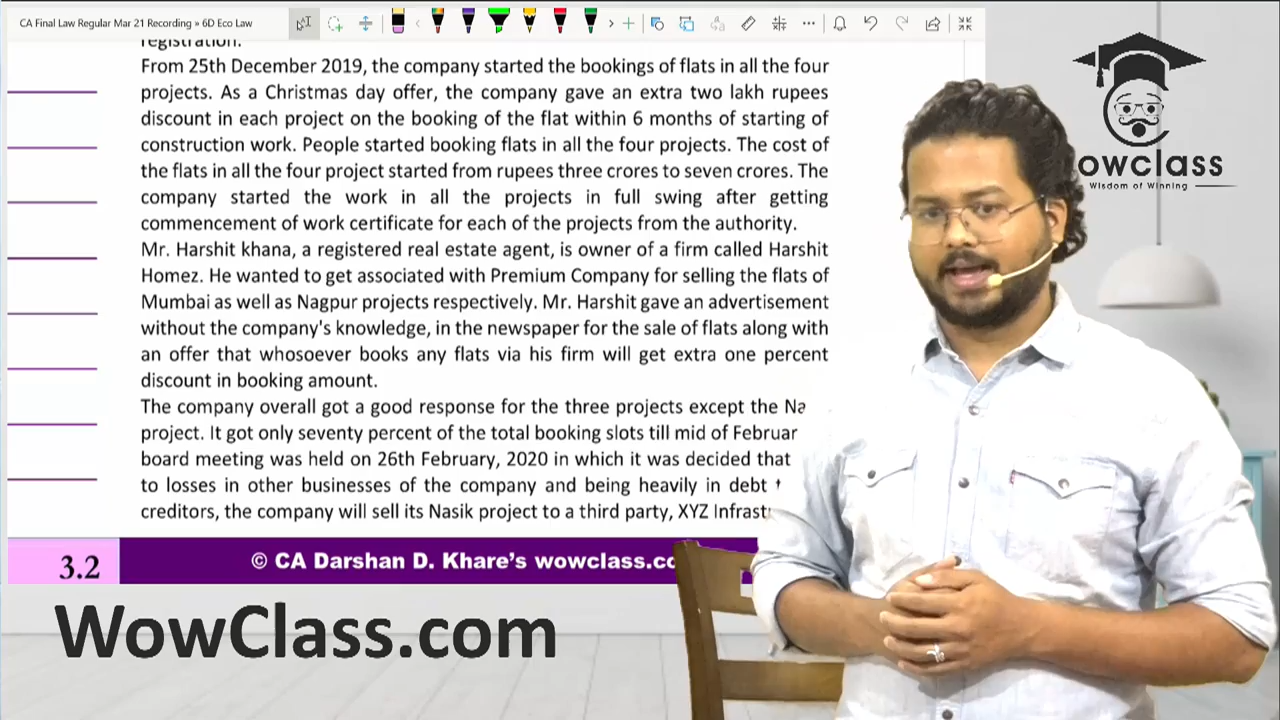 CA Final Law Regular Mar 21 Recording » 6D Eco Law
registration.
From 25th December 2019, the company started the bookings of flats in all the four
projects. As a Christmas day offer, the company gave an extra two lakh rupees
discount in each project on the booking of the flat within 6 months of starting of
construction work. People started booking flats in all the four projects. The cost of
the flats in all the four project started from rupees three crores to seven crores. The
company started the work in all the projects in full swing after getting
commencement of work certificate for each of the projects from the authority.
Mr. Harshit khana, a registered real estate agent, is owner of a firm called Harshit
Homez. He wanted to get associated with Premium Company for selling the flats of
Mumbai as well as Nagpur projects respectively. Mr. Harshit gave an advertisement
without the company's knowledge, in the newspaper for the sale of flats along with
an offer that whosoever books any flats via his firm will get extra one percent
discount in booking amount.
The company overall got a good response for the three projects except the Na
project. It got only seventy percent of the total booking slots till mid of Februar
board meeting was held on 26th February, 2020 in which it was decided that
to losses in other businesses of the company and being heavily in debt
creditors, the company will sell its Nasik project to a third party, XYZ Infrast
3.2
© CA Darshan D. Khare's wowclass.co
WowClass.com
owclass
Wisdom of Winning